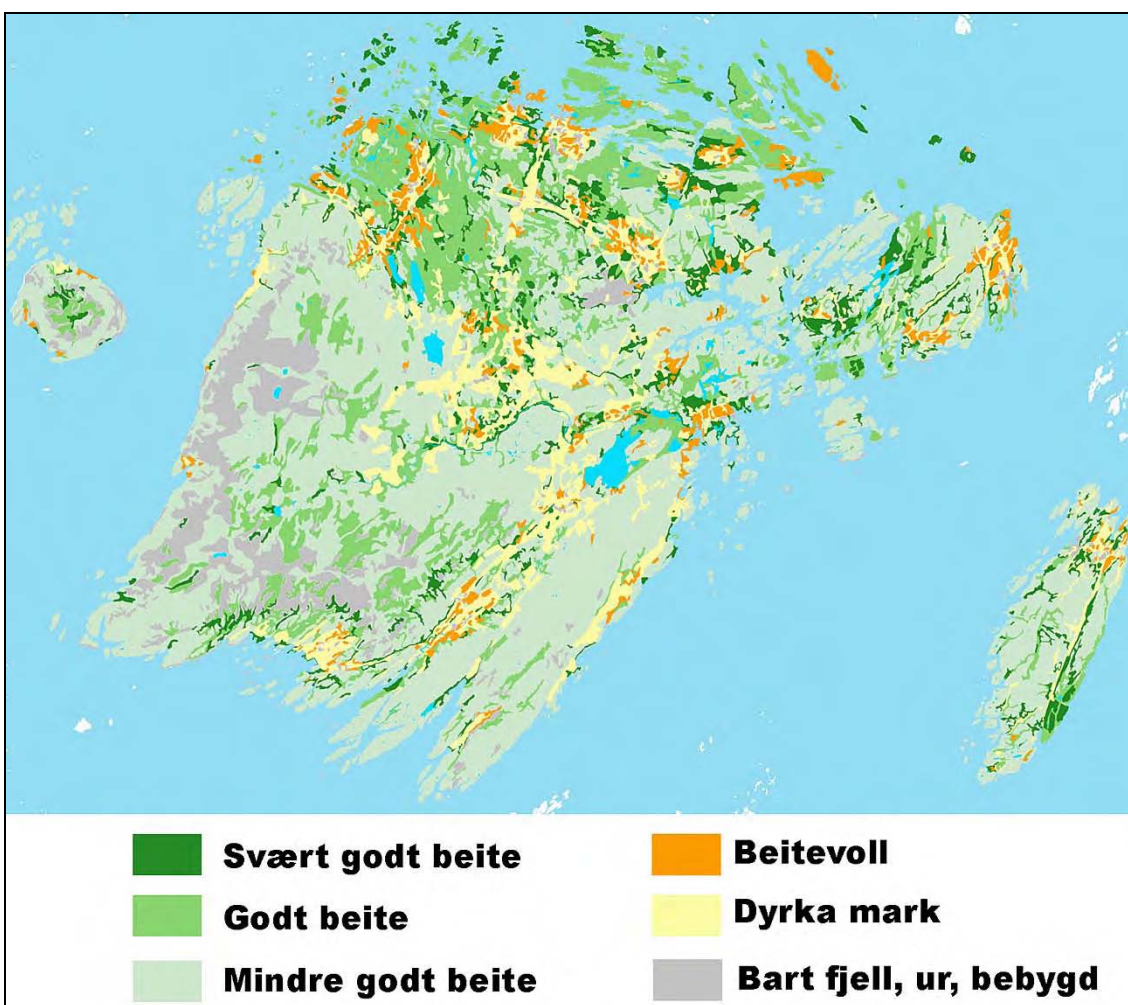 Svært godt beite
Godt beite
Mindre godt beite
Beitevoll
Dyrka mark
Bart fjell, ur, bebygd